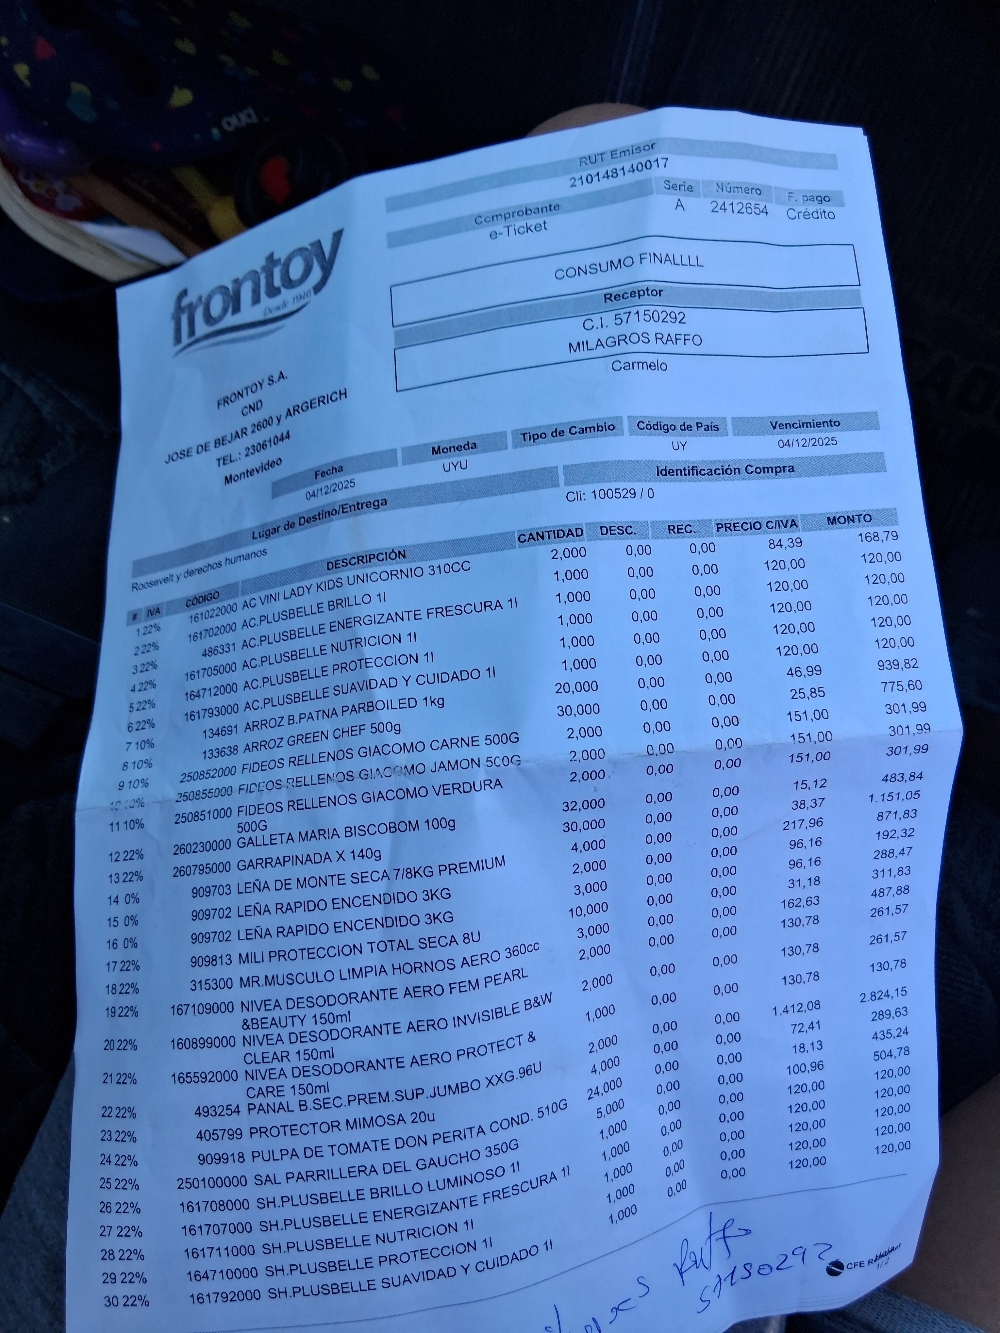 RUT Emisor
210148140017
Comprobante Serie Número F. pago
e-Ticket A 2412654 Crédito
CONSUMO FINALLLL
Receptor
C.I. 57150292
MILAGROS RAFFO
Carmelo
frontoy
Desde 1946
FRONTOY S.A.
CND
JOSE DE BEJAR 2600 y ARGERICH
TEL.: 23061044
Montevideo
Fecha Moneda Tipo de Cambio Código de País Vencimiento
04/12/2025 UYU UY 04/12/2025
Lugar de Destino/Entrega Identificación Compra
Roosevelt y derechos humanos Cli: 100529 / 0
# IVA CODIGO DESCRIPCIÓN CANTIDAD DESC. REC. PRECIO C/IVA MONTO
1 22% 161022000 AC VINI LADY KIDS UNICORNIO 310CC 2,000 0,00 0,00 84,39 168,79
2 22% 161702000 AC.PLUSBELLE BRILLO 1l 1,000 0,00 0,00 120,00 120,00
3 22% 486331 AC.PLUSBELLE ENERGIZANTE FRESCURA 1l 1,000 0,00 0,00 120,00 120,00
4 22% 161705000 AC.PLUSBELLE NUTRICION 1l 1,000 0,00 0,00 120,00 120,00
5 22% 164712000 AC.PLUSBELLE PROTECCION 1l 1,000 0,00 0,00 120,00 120,00
6 22% 161793000 AC.PLUSBELLE SUAVIDAD Y CUIDADO 1l 1,000 0,00 0,00 120,00 120,00
7 10% 134691 ARROZ B.PATNA PARBOILED 1kg 20,000 0,00 0,00 46,99 939,82
8 10% 133638 ARROZ GREEN CHEF 500g 30,000 0,00 0,00 25,85 775,60
9 10% 250852000 FIDEOS RELLENOS GIACOMO CARNE 500G 2,000 0,00 0,00 151,00 301,99
10 10% 250855000 FIDEOS RELLENOS GIACOMO JAMON 500G 2,000 0,00 0,00 151,00 301,99
11 10% 250851000 FIDEOS RELLENOS GIACOMO VERDURA 2,000 0,00 0,00 151,00 301,99
500G
12 22% 260230000 GALLETA MARIA BISCOBOM 100g 32,000 0,00 0,00 15,12 483,84
13 22% 260795000 GARRAPINADA X 140g 30,000 0,00 0,00 38,37 1.151,05
14 0% 909703 LEÑA DE MONTE SECA 7/8KG PREMIUM 4,000 0,00 0,00 217,96 871,83
15 0% 909702 LEÑA RAPIDO ENCENDIDO 3KG 2,000 0,00 0,00 96,16 192,32
16 0% 909702 LEÑA RAPIDO ENCENDIDO 3KG 3,000 0,00 0,00 96,16 288,47
17 22% 909813 MILI PROTECCION TOTAL SECA 8U 10,000 0,00 0,00 31,18 311,83
18 22% 315300 MR.MUSCULO LIMPIA HORNOS AERO 360cc 3,000 0,00 0,00 162,63 487,88
19 22% 167109000 NIVEA DESODORANTE AERO FEM PEARL 2,000 0,00 0,00 130,78 261,57
&BEAUTY 150ml
20 22% 160899000 NIVEA DESODORANTE AERO INVISIBLE B&W 2,000 0,00 0,00 130,78 261,57
CLEAR 150ml
21 22% 165592000 NIVEA DESODORANTE AERO PROTECT & 1,000 0,00 0,00 130,78 130,78
CARE 150ml
22 22% 493254 PANAL B.SEC.PREM.SUP.JUMBO XXG.96U 2,000 0,00 0,00 1.412,08 2.824,15
23 22% 405799 PROTECTOR MIMOSA 20u 4,000 0,00 0,00 72,41 289,63
24 22% 909918 PULPA DE TOMATE DON PERITA COND. 510G 24,000 0,00 0,00 18,13 435,24
25 22% 250100000 SAL PARRILLERA DEL GAUCHO 350G 5,000 0,00 0,00 100,96 504,78
26 22% 161708000 SH.PLUSBELLE BRILLO LUMINOSO 1l 1,000 0,00 0,00 120,00 120,00
27 22% 161707000 SH.PLUSBELLE ENERGIZANTE FRESCURA 1l 1,000 0,00 0,00 120,00 120,00
28 22% 161711000 SH.PLUSBELLE NUTRICION 1l 1,000 0,00 0,00 120,00 120,00
29 22% 164710000 SH.PLUSBELLE PROTECCION 1l 1,000 0,00 0,00 120,00 120,00
30 22% 161792000 SH.PLUSBELLE SUAVIDAD Y CUIDADO 1l 1,000 0,00 0,00 120,00 120,00
Raffo
57150292
CFE
1/2